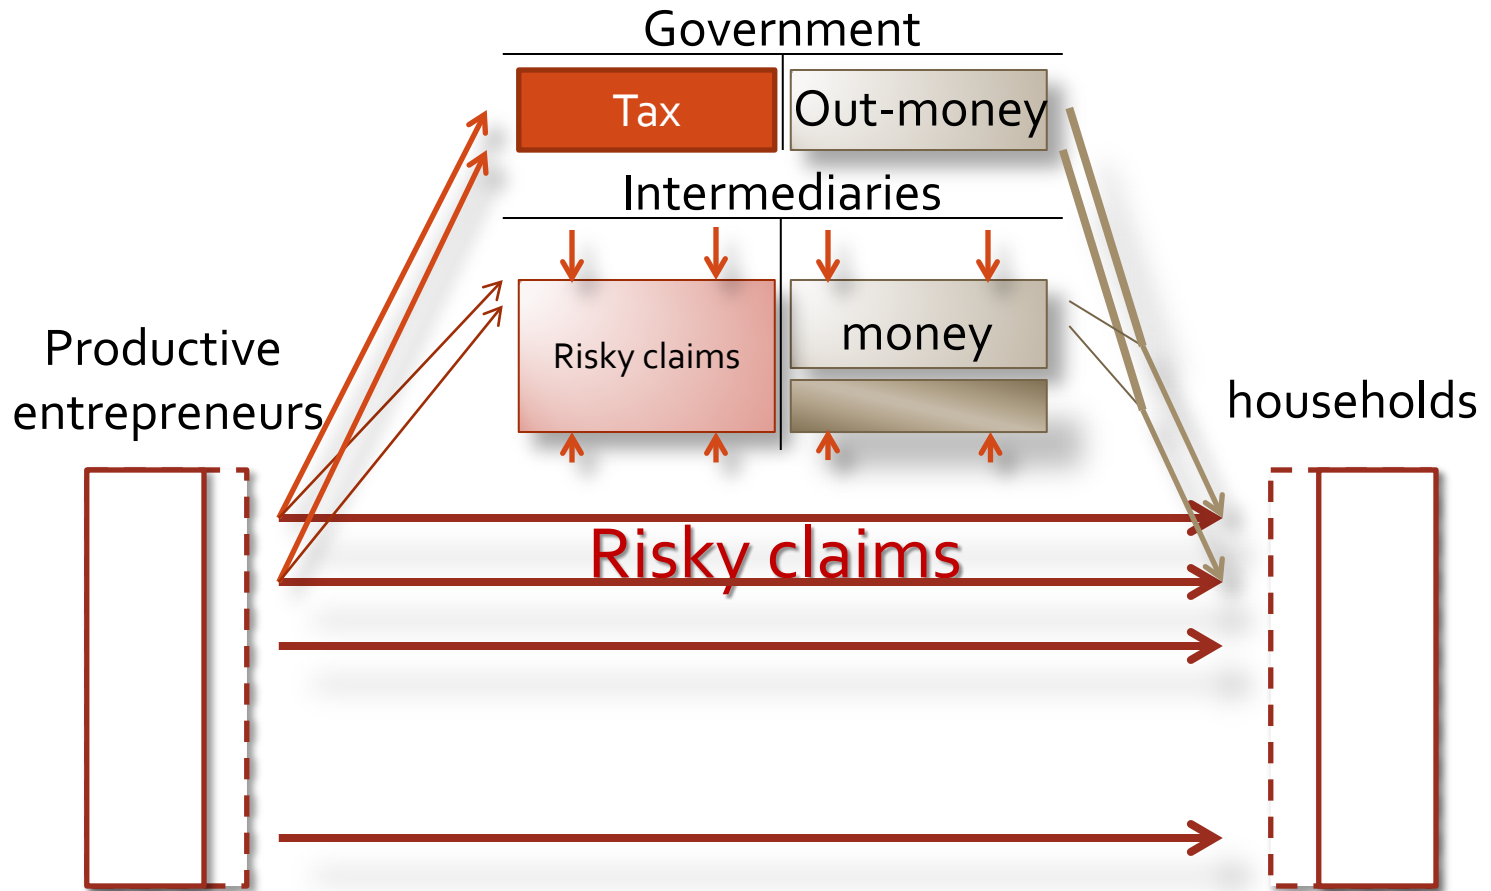 Government
Tax
Out-money
Intermediaries
Risky claims
money
Productive
entrepreneurs
households
Risky claims